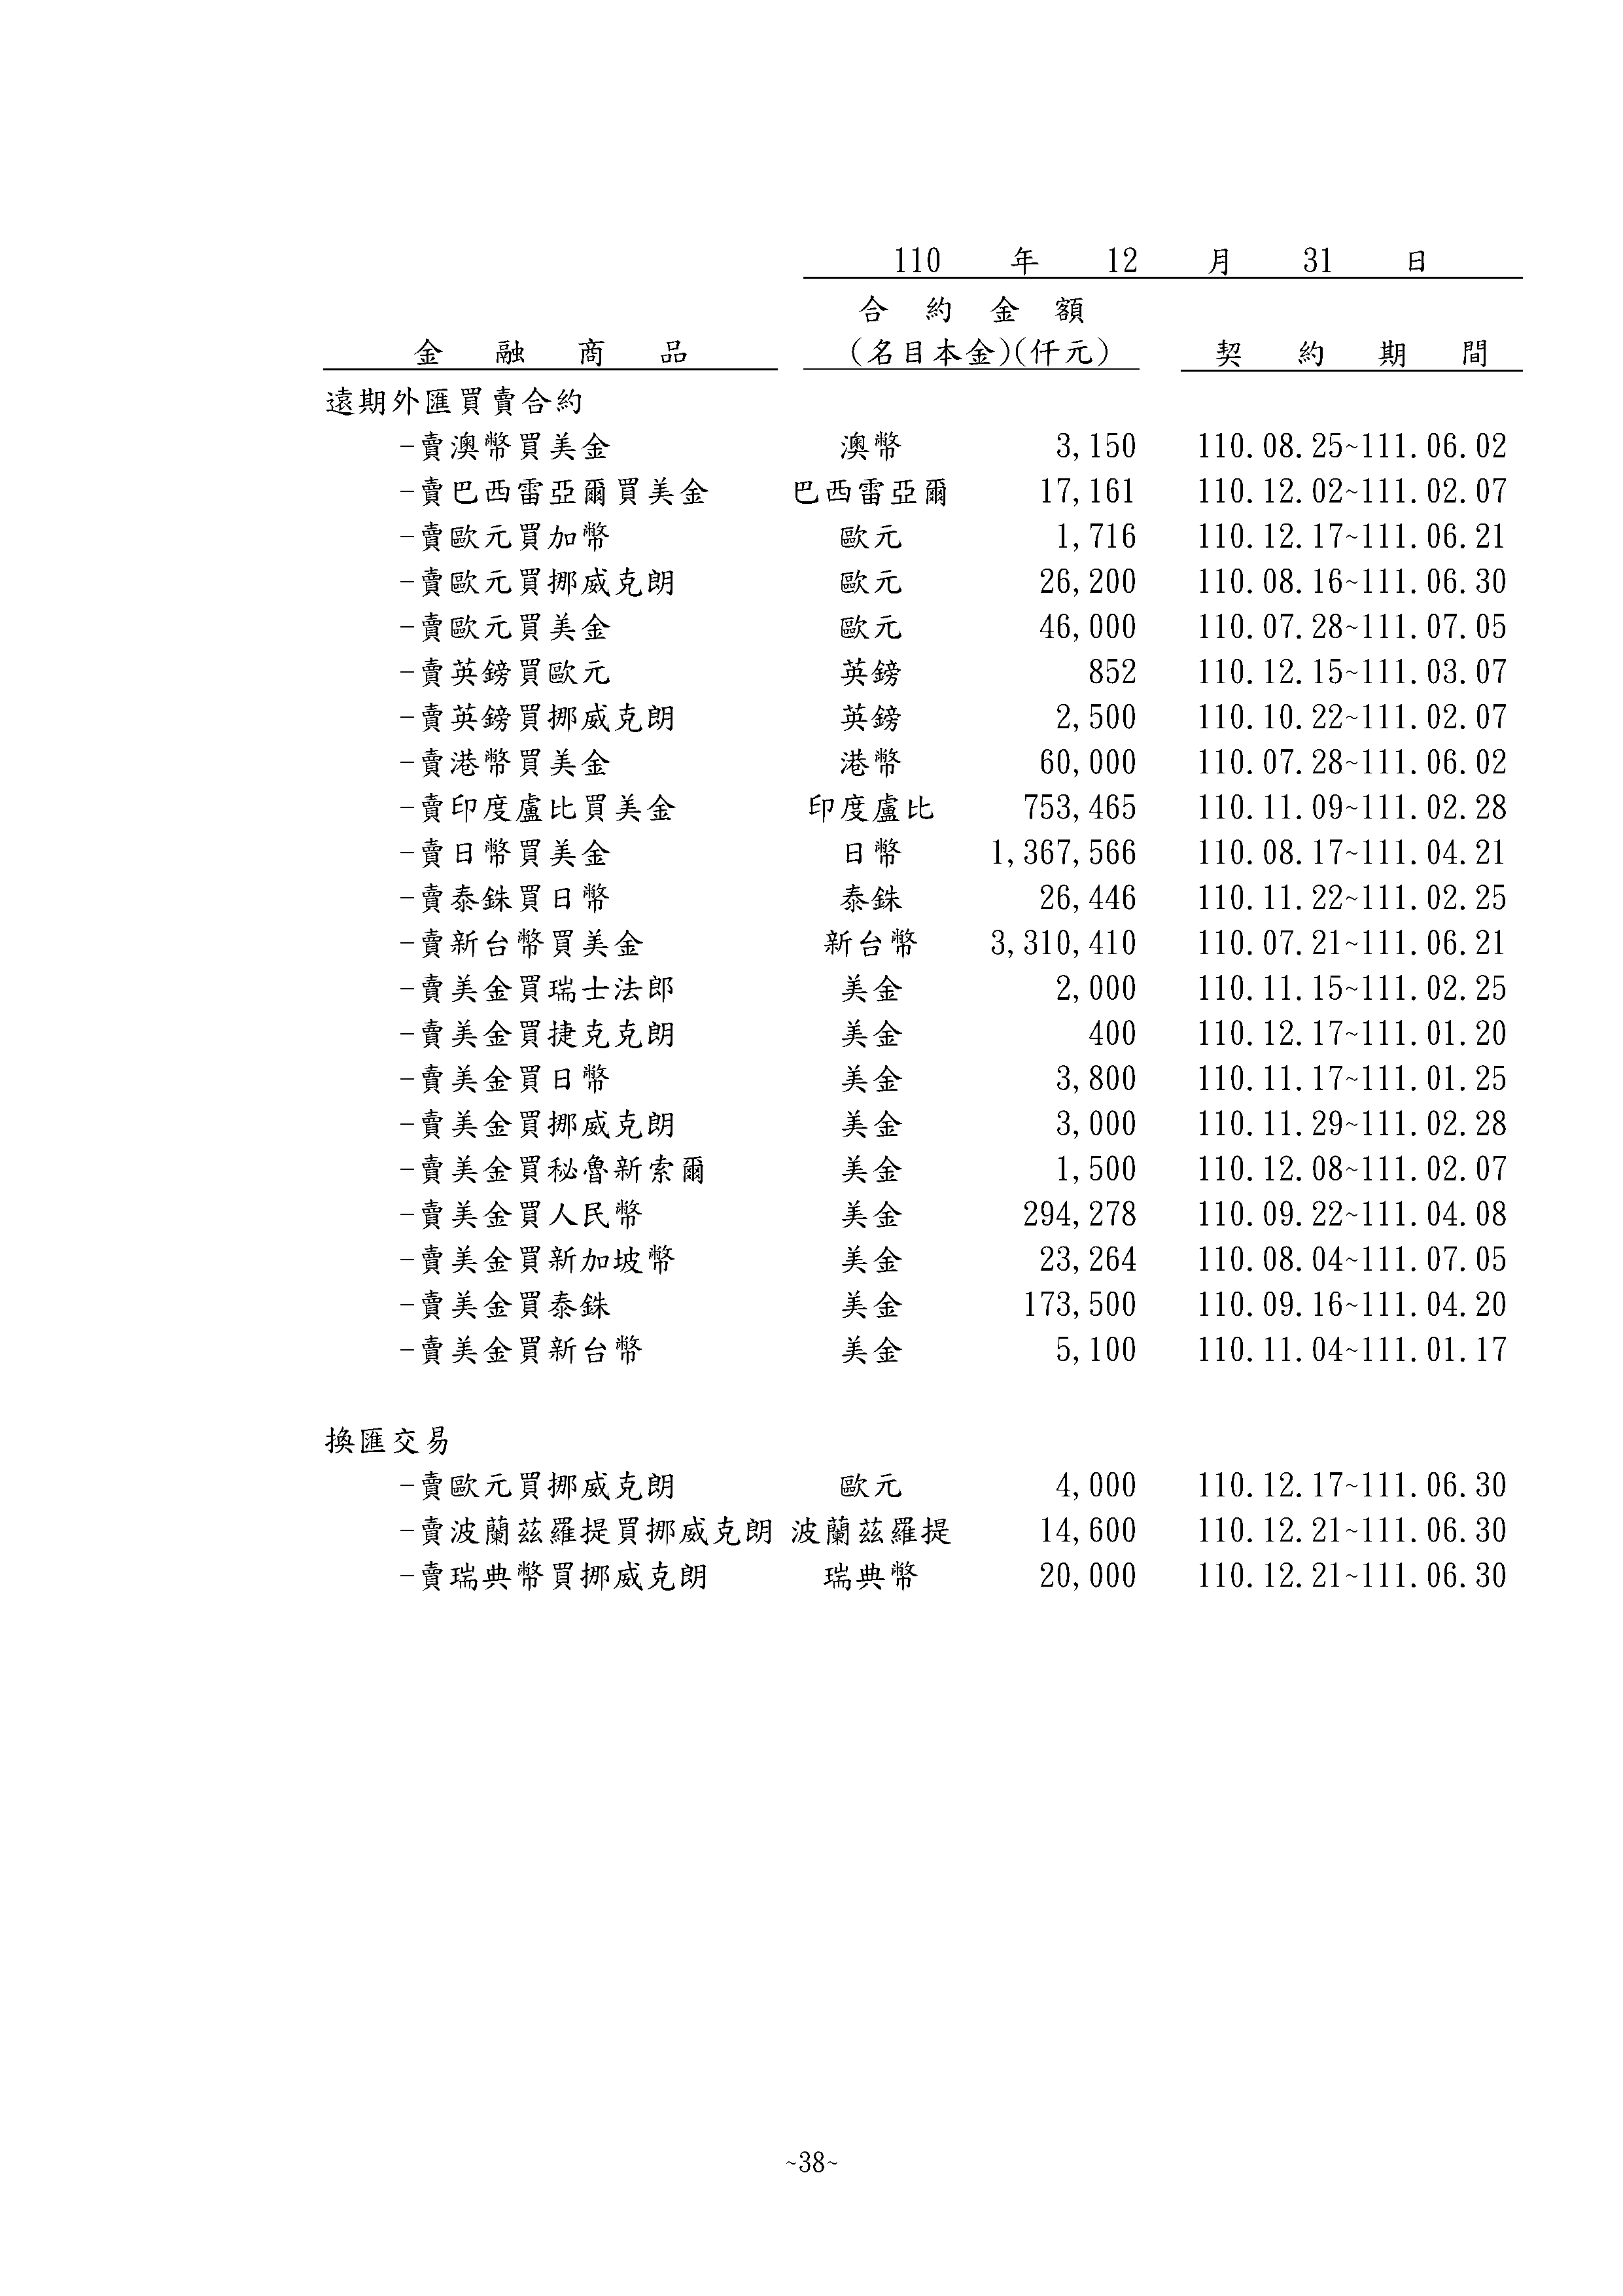 110 年 12 月 31 日
合 約 金 額
金 融 商 品 (名目本金)(仟元) 契 約 期 間
遠期外匯買賣合約
-賣澳幣買美金 澳幣 3,150 110.08.25~111.06.02
-賣巴西雷亞爾買美金 巴西雷亞爾 17,161 110.12.02~111.02.07
-賣歐元買加幣 歐元 1,716 110.12.17~111.06.21
-賣歐元買挪威克朗 歐元 26,200 110.08.16~111.06.30
-賣歐元買美金 歐元 46,000 110.07.28~111.07.05
-賣英鎊買歐元 英鎊 852 110.12.15~111.03.07
-賣英鎊買挪威克朗 英鎊 2,500 110.10.22~111.02.07
-賣港幣買美金 港幣 60,000 110.07.28~111.06.02
-賣印度盧比買美金 印度盧比 753,465 110.11.09~111.02.28
-賣日幣買美金 日幣 1,367,566 110.08.17~111.04.21
-賣泰銖買日幣 泰銖 26,446 110.11.22~111.02.25
-賣新台幣買美金 新台幣 3,310,410 110.07.21~111.06.21
-賣美金買瑞士法郎 美金 2,000 110.11.15~111.02.25
-賣美金買捷克克朗 美金 400 110.12.17~111.01.20
-賣美金買日幣 美金 3,800 110.11.17~111.01.25
-賣美金買挪威克朗 美金 3,000 110.11.29~111.02.28
-賣美金買秘魯新索爾 美金 1,500 110.12.08~111.02.07
-賣美金買人民幣 美金 294,278 110.09.22~111.04.08
-賣美金買新加坡幣 美金 23,264 110.08.04~111.07.05
-賣美金買泰銖 美金 173,500 110.09.16~111.04.20
-賣美金買新台幣 美金 5,100 110.11.04~111.01.17
換匯交易
-賣歐元買挪威克朗 歐元 4,000 110.12.17~111.06.30
-賣波蘭茲羅提買挪威克朗 波蘭茲羅提 14,600 110.12.21~111.06.30
-賣瑞典幣買挪威克朗 瑞典幣 20,000 110.12.21~111.06.30
~38~